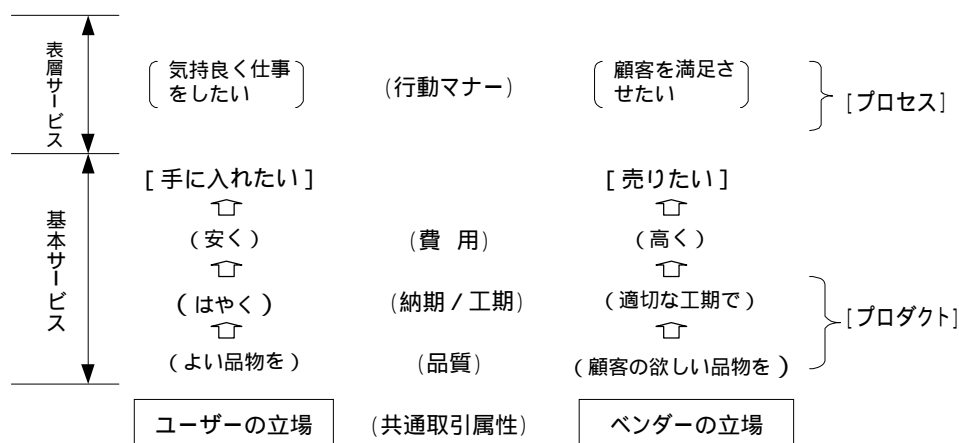 表層サービス
気持良く仕事
をしたい
(行動マナー)
顧客を満足さ
せたい
[プロセス]
基本サービス
[手に入れたい]
[売りたい]
(安く)
(費 用)
(高く)
(はやく)
(納期/工期)
(適切な工期で)
[プロダクト]
(よい品物を)
(品質)
(顧客の欲しい品物を)
ユーザーの立場
(共通取引属性)
ベンダーの立場